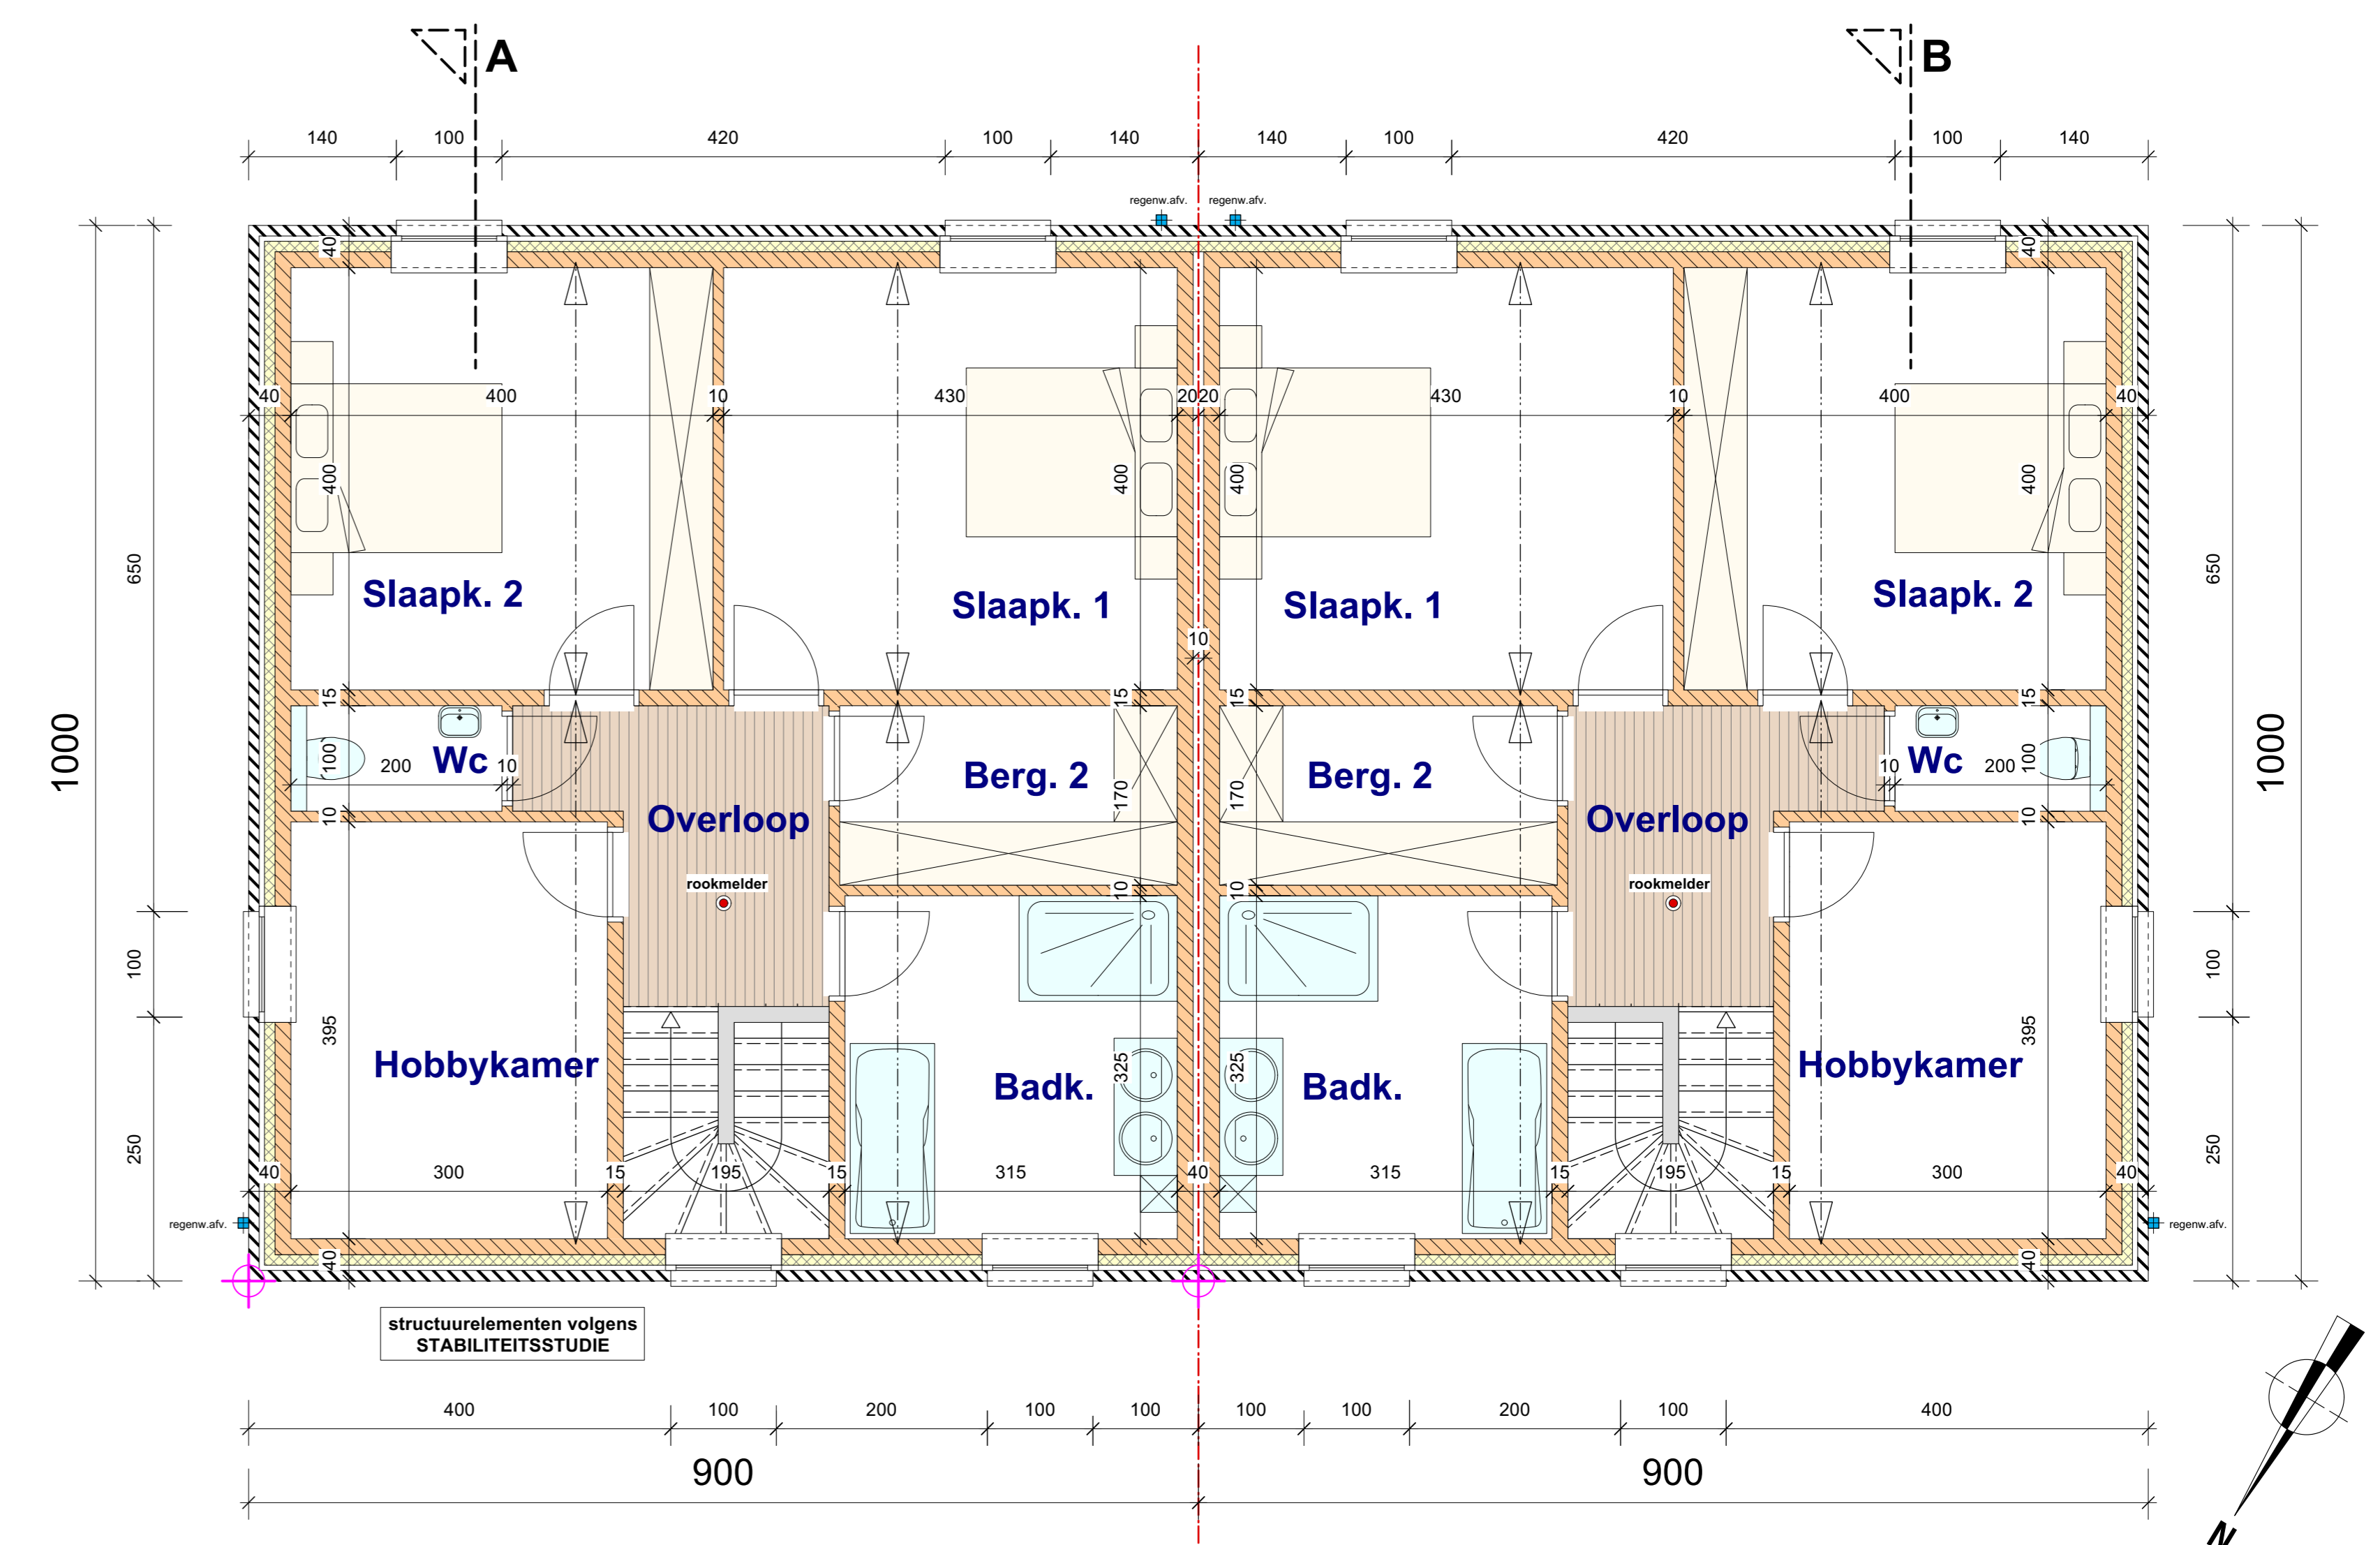 A B
140 100 420 100 140 140 100 420 100 140
regenw.afv. regenw.afv.
40 40
40 400 10 430 20 20 430 10 400 40
400 400 400 400
650 650
Slaapk. 2 Slaapk. 1 Slaapk. 1 Slaapk. 2
10
15 15 15 15
1000 1000
200 100 Wc 10 Berg. 2 Berg. 2 10 Wc 200 100
170 170
10 Overloop Overloop 10
rookmelder 10 10 rookmelder
100 100
395 395
Hobbykamer Badk. 325 325 Badk. Hobbykamer
250 250
40 300 15 195 15 315 40 315 15 195 15 300 40
regenw.afv. regenw.afv.
40 40
structuurelementen volgens
STABILITEITSSTUDIE
400 100 200 100 100 100 100 200 100 400
900 900
N